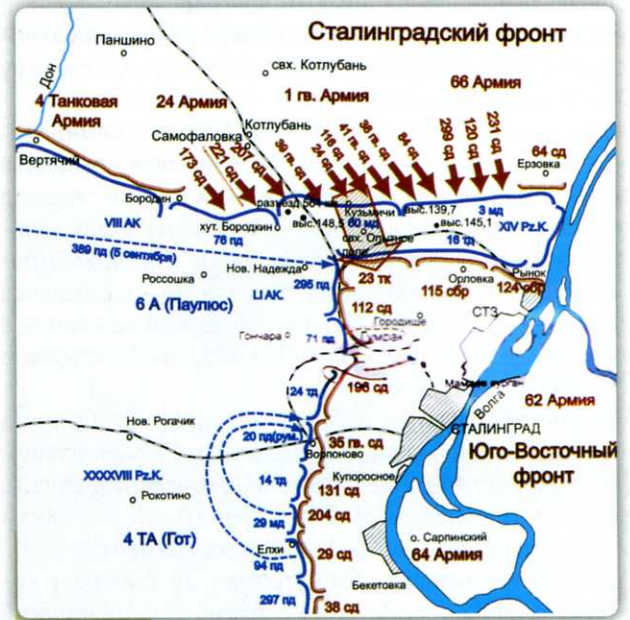 Сталинградский фронт
Паншино
Дон
свх. Котлубань
4 Танковая
Армия
24 Армия
1 гв. Армия
66 Армия
Котлубань
Самофаловка
Вертячий
173 сд
221 сд
207 сд
39 гв. сд
24 сд
116 сд
41 гв. сд
38 гв. сд
84 сд
299 сд
120 сд
231 сд
64 сд
Ерзовка
Бородин
разъезд 564 км
Кузьмичи
выс.139,7
3 мд
VIII АК
хут. Бородкин
выс.148,5
60 мд
выс.145,1
XIV Pz.K.
76 пд
свх. Опытное
16 тд
389 пд (5 сентября)
Нов. Надежда
Россошка
295 пд
23 тк
Орловка
Рынок
LI АК.
115 сбр
124 сбр
6 А (Паулюс)
112 сд
СТЗ
Городище
Гончара
71 пд
Гумрак
196 сд
Мамаев курган
24 тд
62 Армия
Волга
Нов. Рогачик
20 пд(рум.)
35 гв. сд
СТАЛИНГРАД
Ворпоново
Юго-Восточный
фронт
XXXXVIII Pz.K.
14 тд
Купоросное
131 сд
Рокотино
29 мд
204 сд
4 ТА (Гот)
Елхи
29 сд
о. Сарпинский
64 Армия
94 пд
Бекетовка
297 пд
38 сд